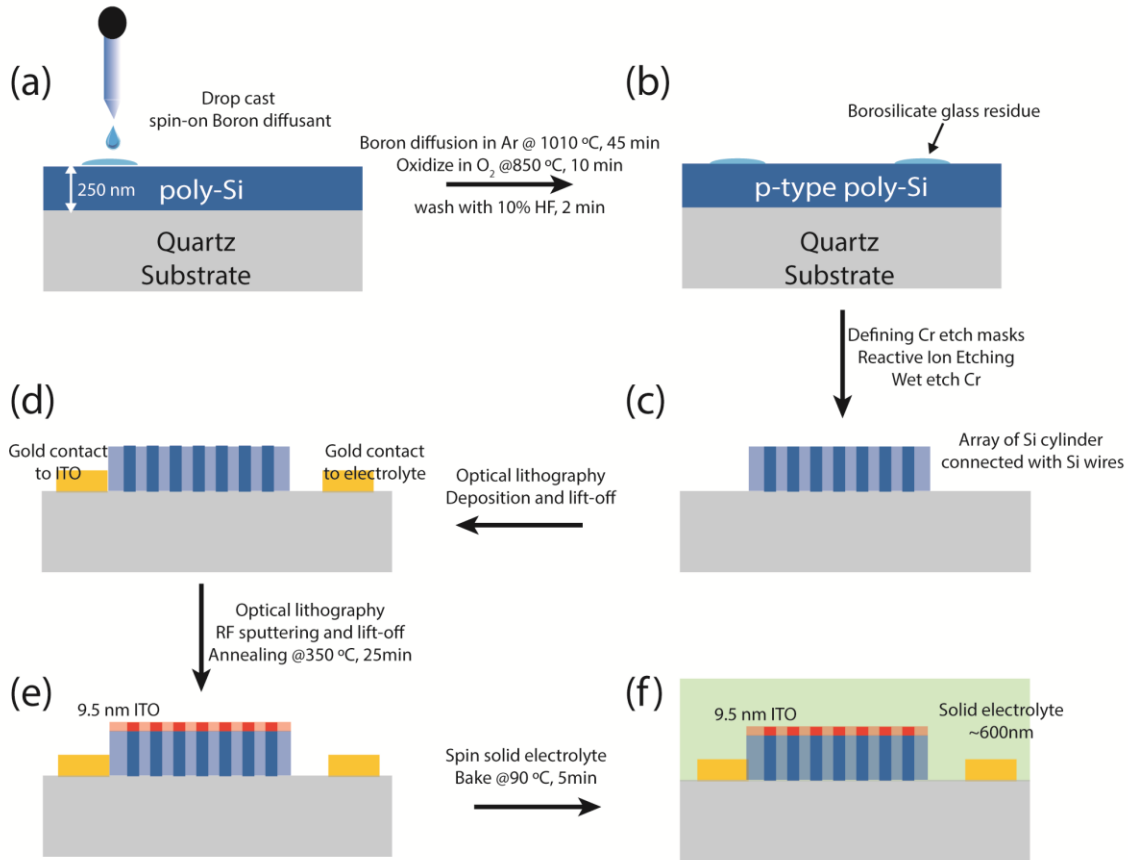 (a)
Drop cast
spin-on Boron diffusant
250 nm
poly-Si
Quartz
Substrate
Boron diffusion in Ar @ 1010 ºC, 45 min
Oxidize in O₂ @850 ºC, 10 min
wash with 10% HF, 2 min
(b)
Borosilicate glass residue
p-type poly-Si
Quartz
Substrate
Defining Cr etch masks
Reactive Ion Etching
Wet etch Cr
(c)
Array of Si cylinder
connected with Si wires
Optical lithography
Deposition and lift-off
(d)
Gold contact
to ITO
Gold contact
to electrolyte
Optical lithography
RF sputtering and lift-off
Annealing @350 ºC, 25min
(e)
9.5 nm ITO
Spin solid electrolyte
Bake @90 ºC, 5min
(f)
9.5 nm ITO
Solid electrolyte
~600nm